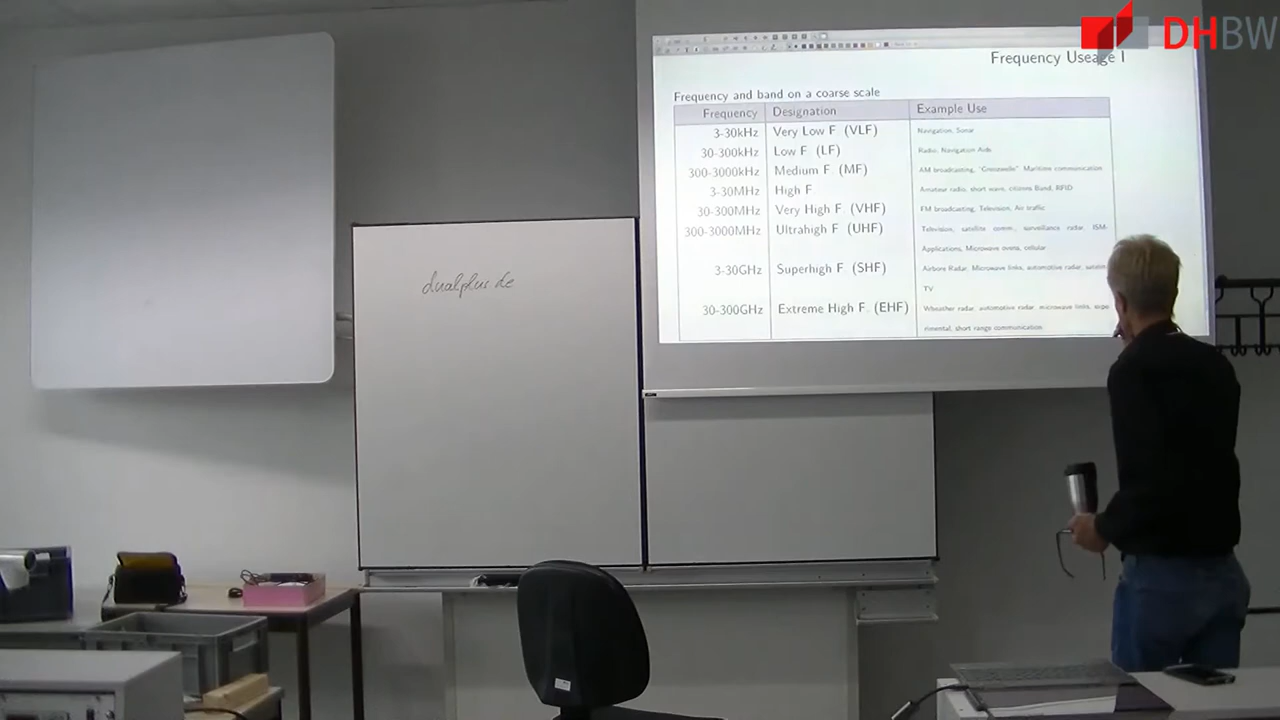 DHBW
Frequency Useage I
Frequency and band on a coarse scale
Frequency Designation Example Use
3-30kHz Very Low F (VLF) Navigation, Sonar
30-300kHz Low F (LF) Radio, Navigation Aids
300-3000kHz Medium F. (MF) AM broadcasting, "Grenzwelle" Maritime communication
3-30MHz High F Amateur radio, short wave, citizens Band, RFID
30-300MHz Very High F (VHF) FM broadcasting, Television, Air traffic
300-3000MHz Ultrahigh F (UHF) Television, satellite comm., surveillance radar, ISM-
Applications, Microwave ovens, cellular
3-30GHz Superhigh F (SHF) Airbore Radar, Microwave links, automotive radar,
TV
30-300GHz Extreme High F. (EHF) Wheather radar, automotive radar, microwave links,
rimental, short range communication
dualplus de